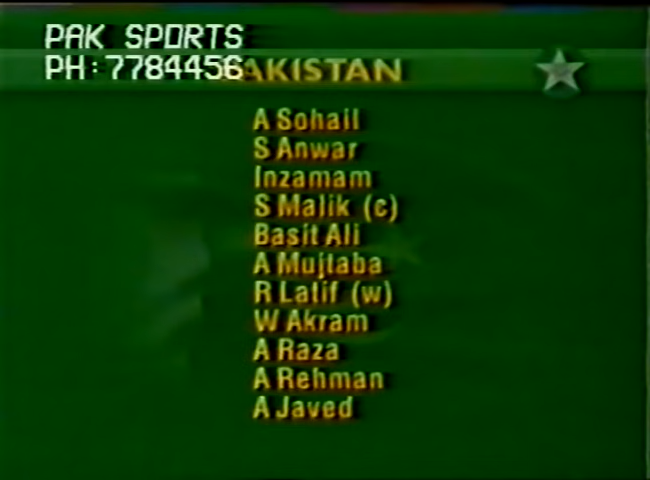 PAK SPORTS
PH:7784456
AKISTAN
A Sohail
S Anwar
Inzamam
S Malik (c)
Basit Ali
A Mujtaba
R Latif (w)
W Akram
A Raza
A Rehman
A Javed